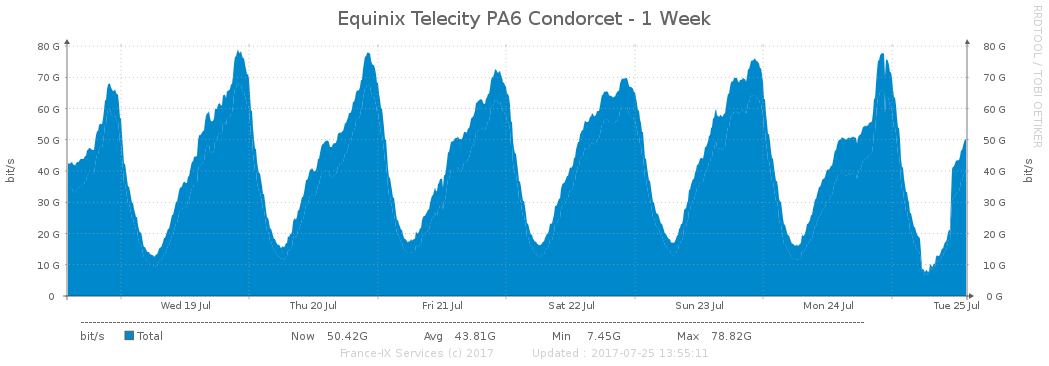 Equinix Telecity PA6 Condorcet - 1 Week
RRDTOOL / TOBI OETIKER
bit/s
80 G
70 G
60 G
50 G
40 G
30 G
20 G
10 G
0
80 G
70 G
60 G
50 G
40 G
30 G
20 G
10 G
0 G
bit/s
Wed 19 Jul Thu 20 Jul Fri 21 Jul Sat 22 Jul Sun 23 Jul Mon 24 Jul Tue 25 Jul
bit/s Total Now 50.42G Avg 43.81G Min 7.45G Max 78.82G
France-IX Services (c) 2017 Updated : 2017-07-25 13:55:11